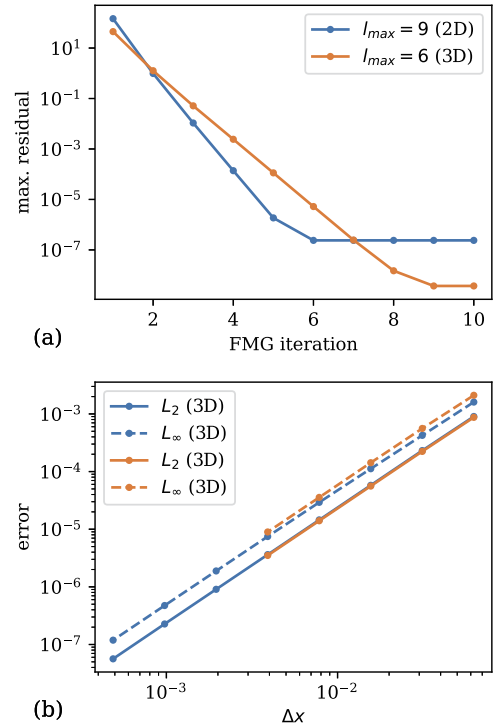 l_max = 9 (2D)
l_max = 6 (3D)
max. residual
10^1
10^-1
10^-3
10^-5
10^-7
2 4 6 8 10
FMG iteration
(a)
L_2 (3D)
L_∞ (3D)
L_2 (3D)
L_∞ (3D)
error
10^-3
10^-4
10^-5
10^-6
10^-7
10^-3 10^-2
Δx
(b)